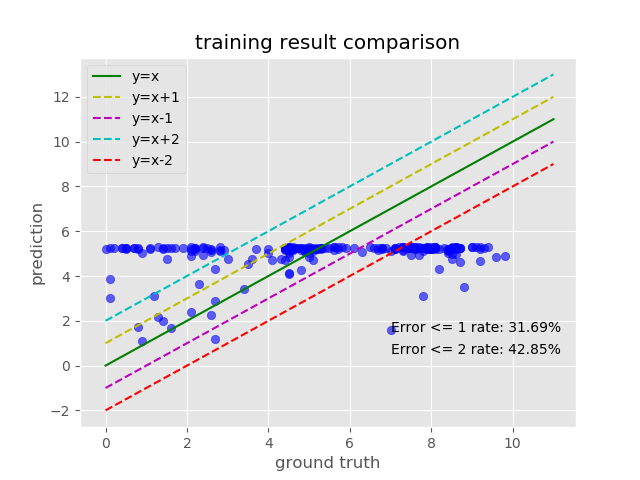 training result comparison
y=x
y=x+1
y=x-1
y=x+2
y=x-2
12
10
8
6
4
2
0
−2
prediction
Error <= 1 rate: 31.69%
Error <= 2 rate: 42.85%
0 2 4 6 8 10
ground truth